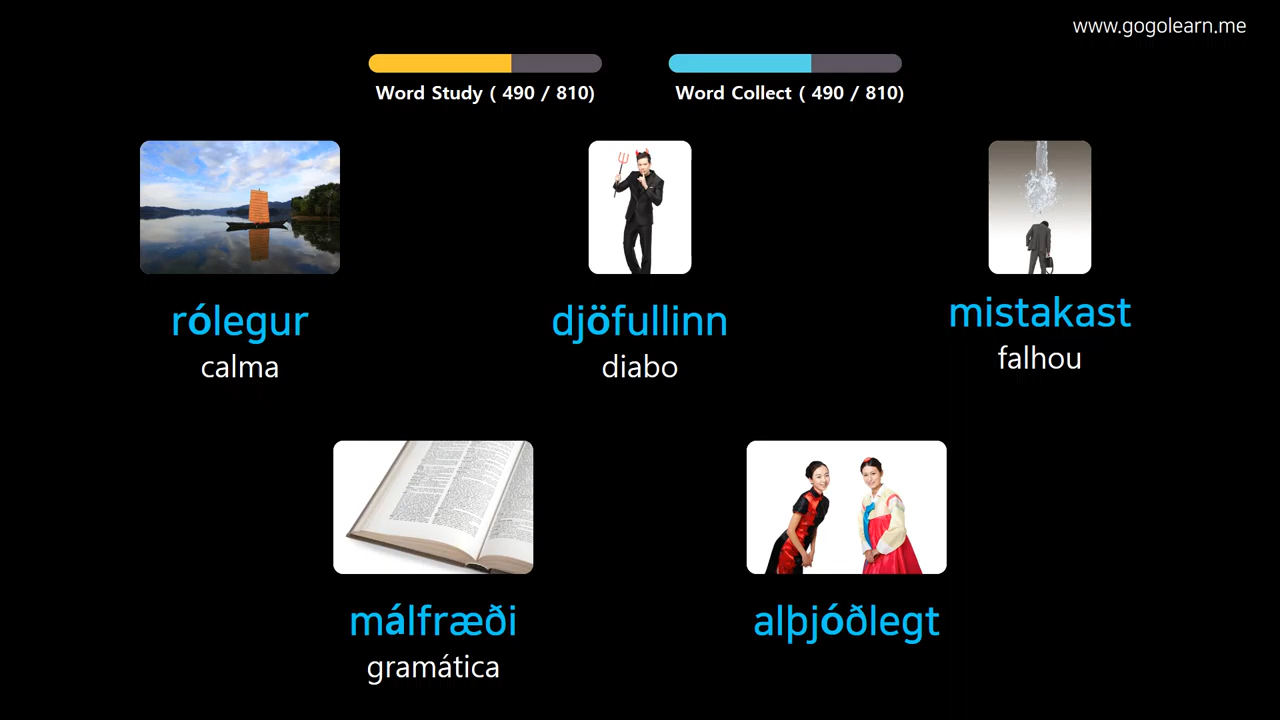 www.gogolearn.me
Word Study ( 490 / 810)
Word Collect ( 490 / 810)
rólegur
calma
djöfullinn
diabo
mistakast
falhou
málfræði
gramática
alþjóðlegt